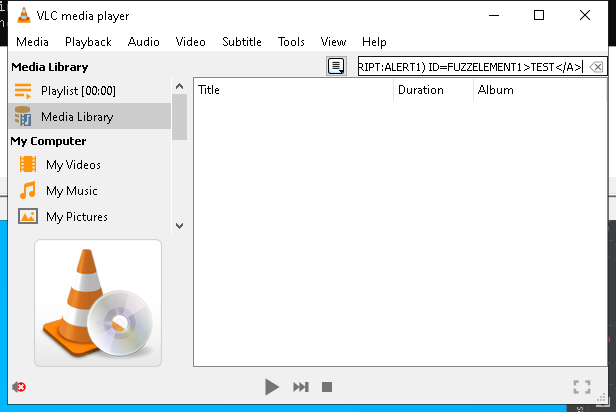 VLC media player
Media Playback Audio Video Subtitle Tools View Help
Media Library
RIPT:ALERT1) ID=FUZZELEMENT1>TEST</A>
Playlist [00:00]
Media Library
My Computer
My Videos
My Music
My Pictures
Title Duration Album